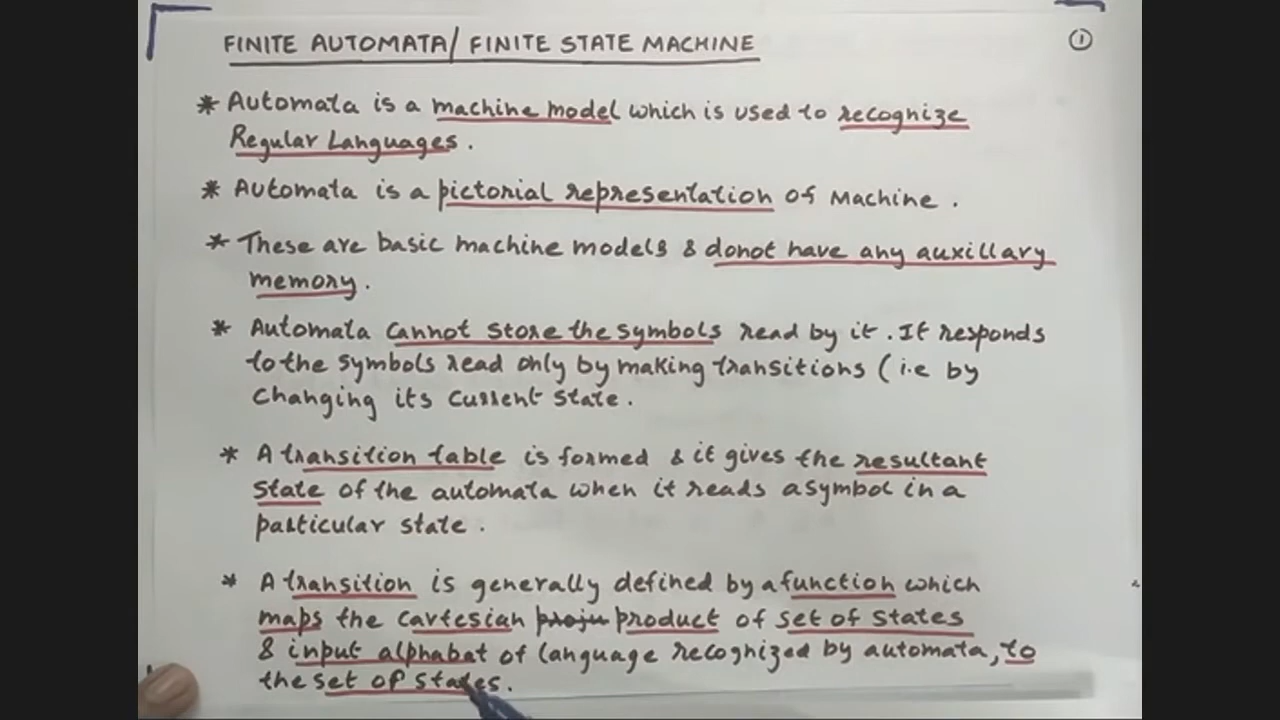 FINITE AUTOMATA/ FINITE STATE MACHINE
1
* Automata is a machine model which is used to recognize
Regular Languages.
* Automata is a pictorial representation of Machine.
* These are basic machine models & donot have any auxillary
memory.
* Automata cannot store the symbols read by it. It responds
to the symbols read only by making transitions (i.e by
changing its current state.
* A transition table is formed & it gives the resultant
state of the automata when it reads a symbol in a
particular state.
* A transition is generally defined by a function which
maps the cartesian produ product of set of states
& input alphabat of language recognized by automata, to
the set of states.